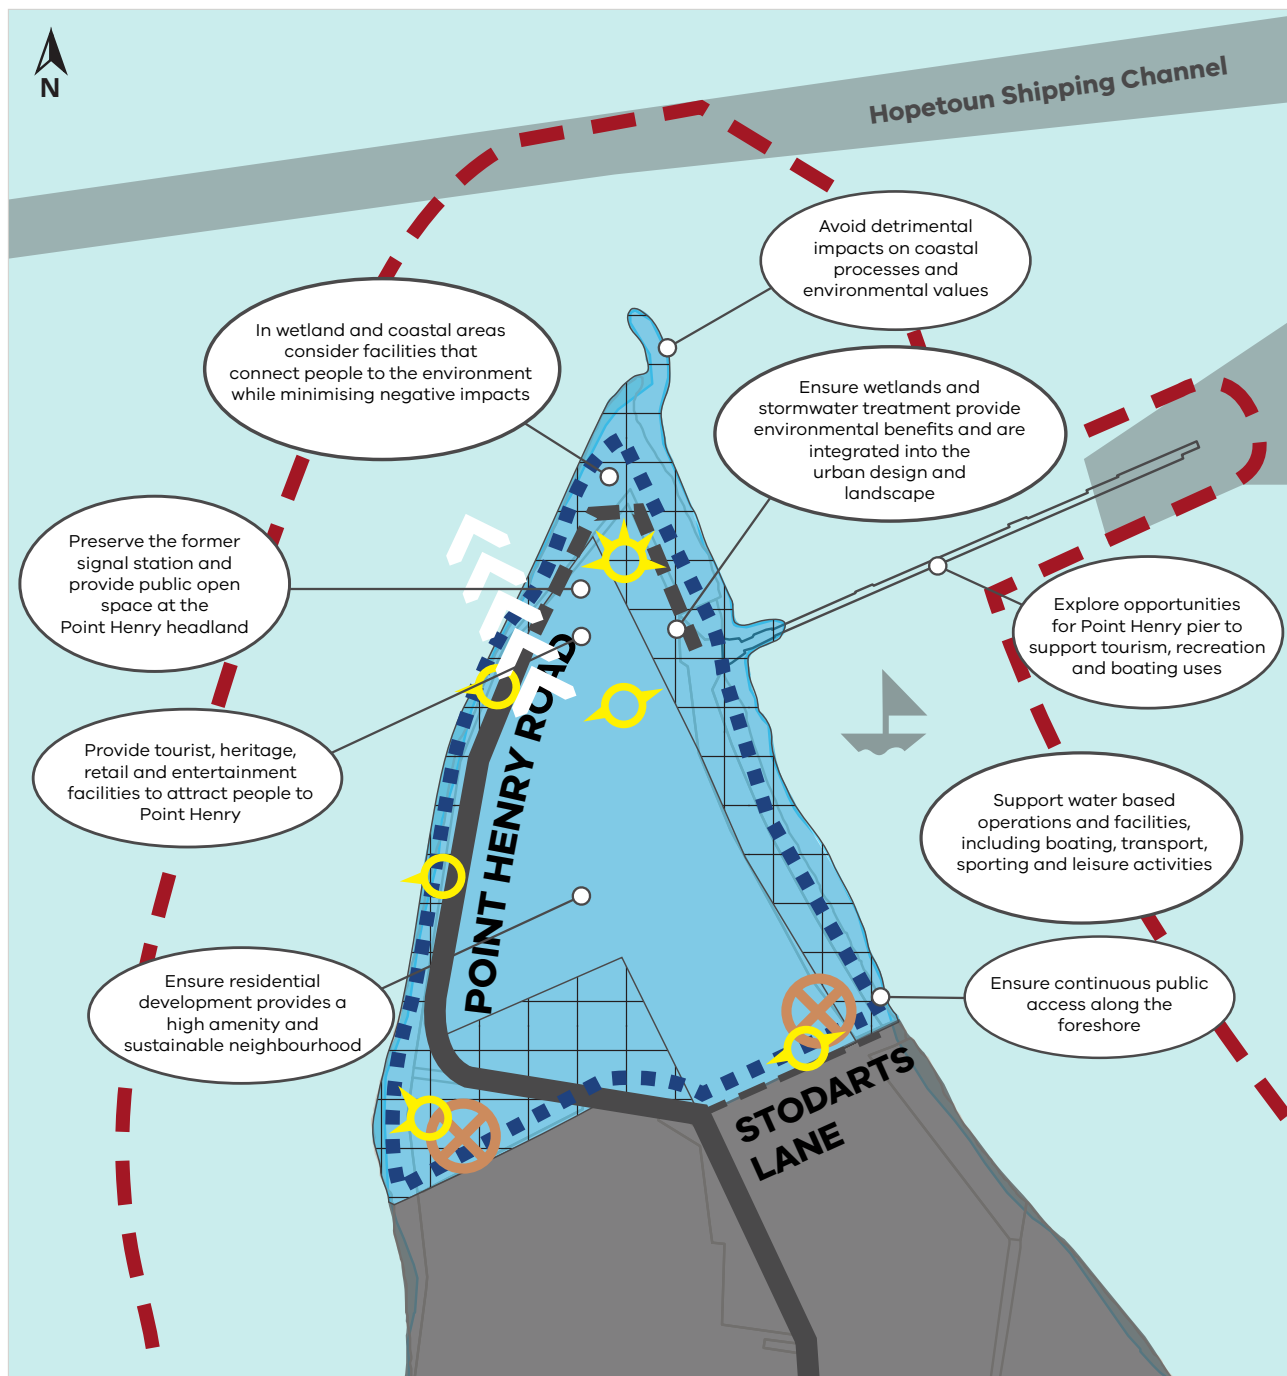 N
Hopetoun Shipping Channel
Avoid detrimental
impacts on coastal
processes and
environmental values
In wetland and coastal areas
consider facilities that
connect people to the environment
while minimising negative impacts
Ensure wetlands and
stormwater treatment provide
environmental benefits and are
integrated into the
urban design and
landscape
Preserve the former
signal station and
provide public open
space at the
Point Henry headland
Explore opportunities
for Point Henry pier to
support tourism, recreation
and boating uses
Provide tourist, heritage,
retail and entertainment
facilities to attract people to
Point Henry
POINT HENRY ROAD
Support water based
operations and facilities,
including boating, transport,
sporting and leisure activities
Ensure residential
development provides a
high amenity and
sustainable neighbourhood
Ensure continuous public
access along the
foreshore
STODARTS
LANE